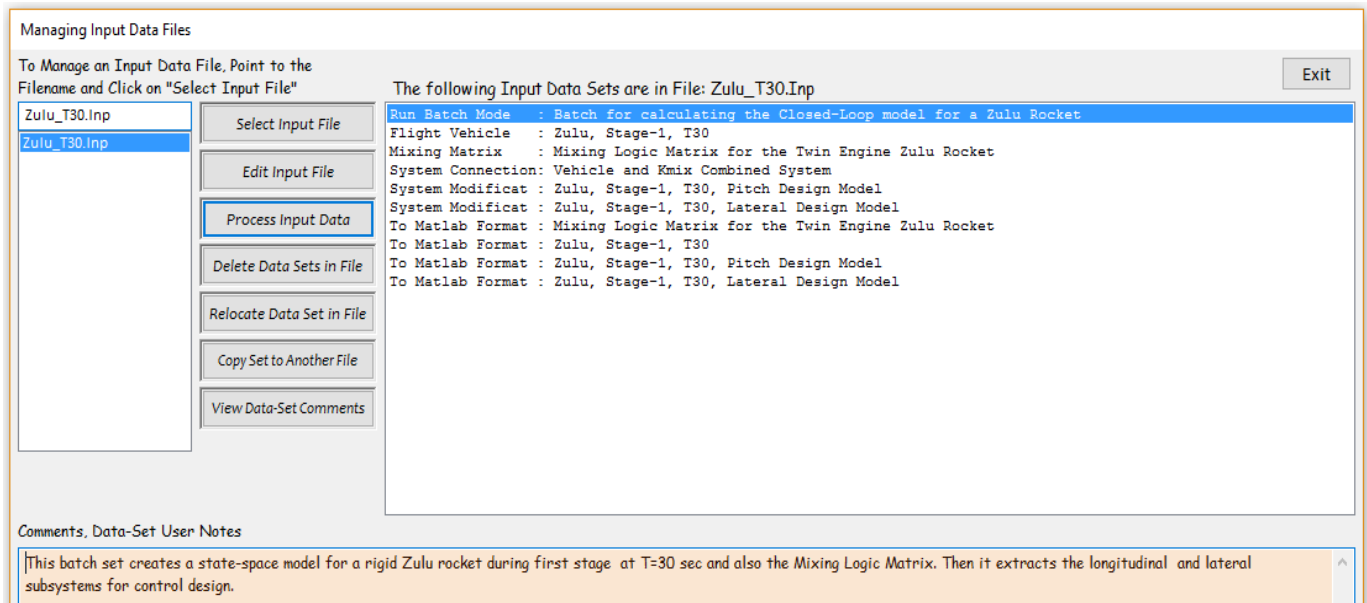 Managing Input Data Files
To Manage an Input Data File, Point to the
Filename and Click on "Select Input File"
Zulu_T30.Inp
Zulu_T30.Inp
Select Input File
Edit Input File
Process Input Data
Delete Data Sets in File
Relocate Data Set in File
Copy Set to Another File
View Data-Set Comments
The following Input Data Sets are in File: Zulu_T30.Inp
Exit
Run Batch Mode : Batch for calculating the Closed-Loop model for a Zulu Rocket
Flight Vehicle : Zulu, Stage-1, T30
Mixing Matrix : Mixing Logic Matrix for the Twin Engine Zulu Rocket
System Connection: Vehicle and Kmix Combined System
System Modificat : Zulu, Stage-1, T30, Pitch Design Model
System Modificat : Zulu, Stage-1, T30, Lateral Design Model
To Matlab Format : Mixing Logic Matrix for the Twin Engine Zulu Rocket
To Matlab Format : Zulu, Stage-1, T30
To Matlab Format : Zulu, Stage-1, T30, Pitch Design Model
To Matlab Format : Zulu, Stage-1, T30, Lateral Design Model
Comments, Data-Set User Notes
This batch set creates a state-space model for a rigid Zulu rocket during first stage at T=30 sec and also the Mixing Logic Matrix. Then it extracts the longitudinal and lateral
subsystems for control design.